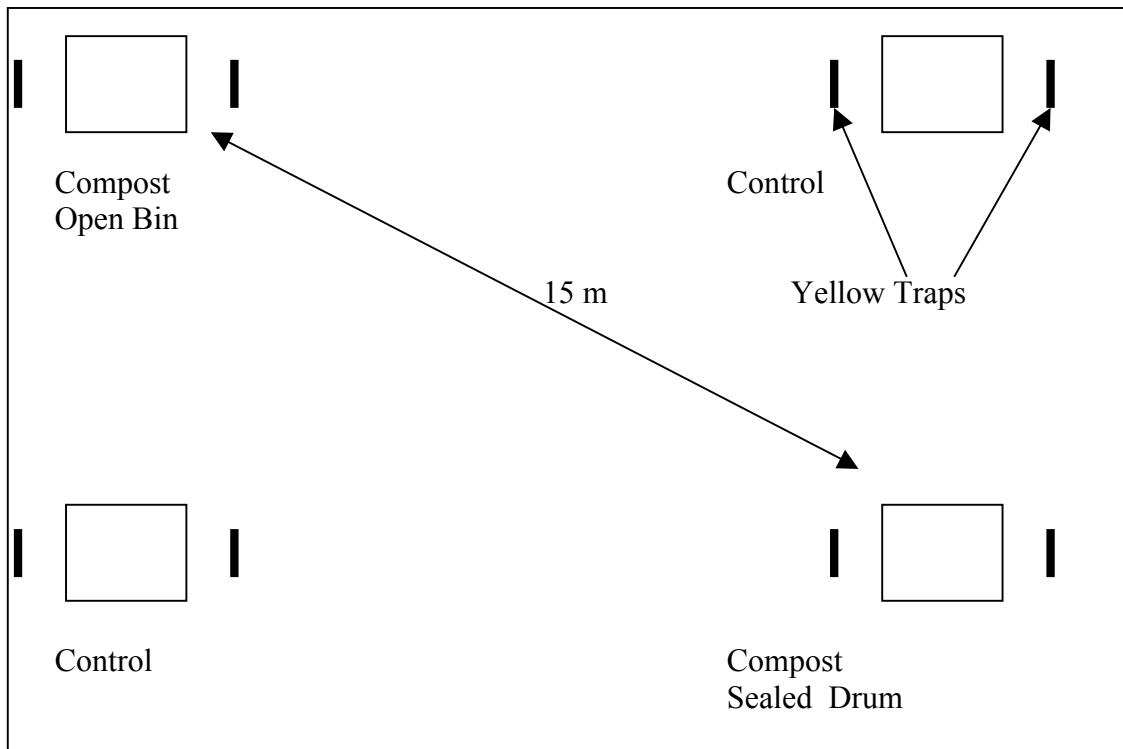 Compost
Open Bin
Control
15 m
Yellow Traps
Control
Compost
Sealed Drum